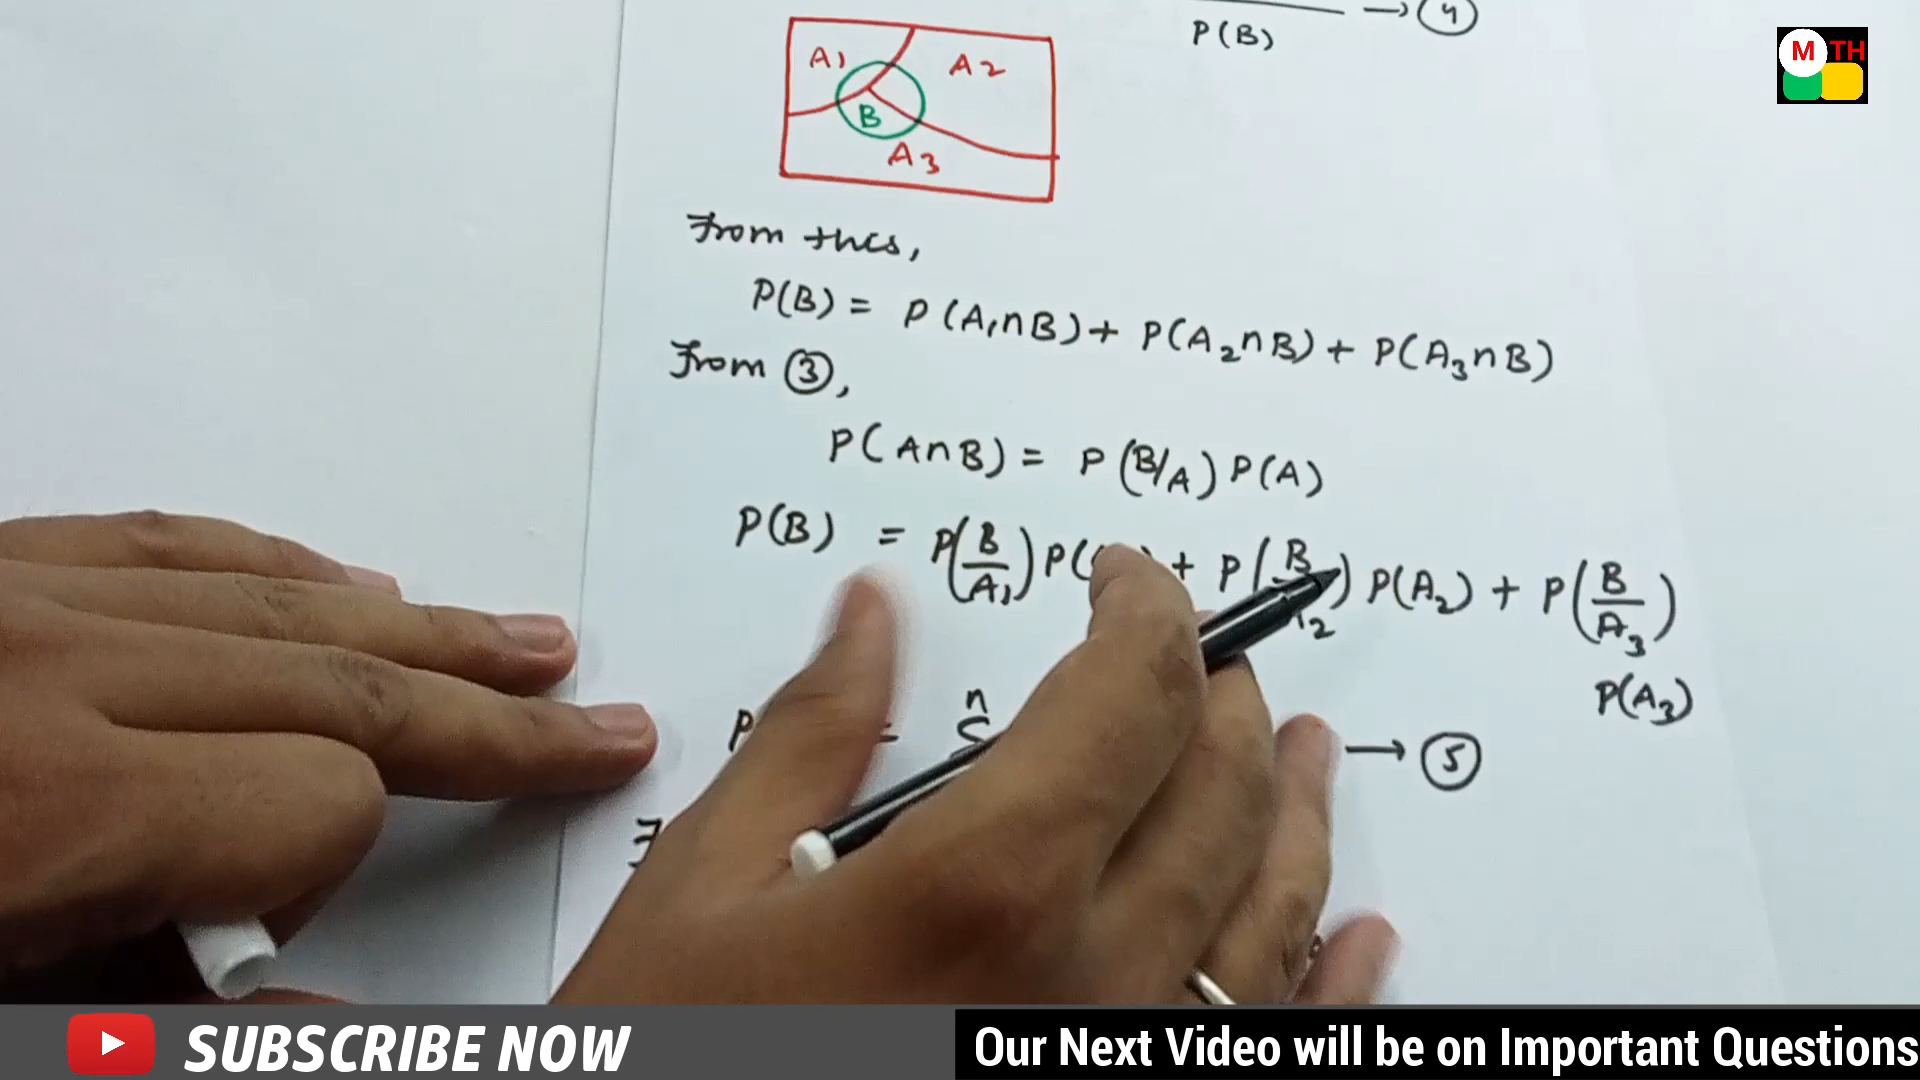 → 4
P(B)
M TH
A1 A2
B
A3
From this,
P(B) = P(A₁∩B) + P(A₂∩B) + P(A₃∩B)
From ③,
P(A∩B) = P(B/A) P(A)
P(B) = P(B/A₁) P( ) + P(B/ ₂) P(A₂) + P(B/A₃)
P(A₃)
P = n → ⑤
SUBSCRIBE NOW
Our Next Video will be on Important Questions